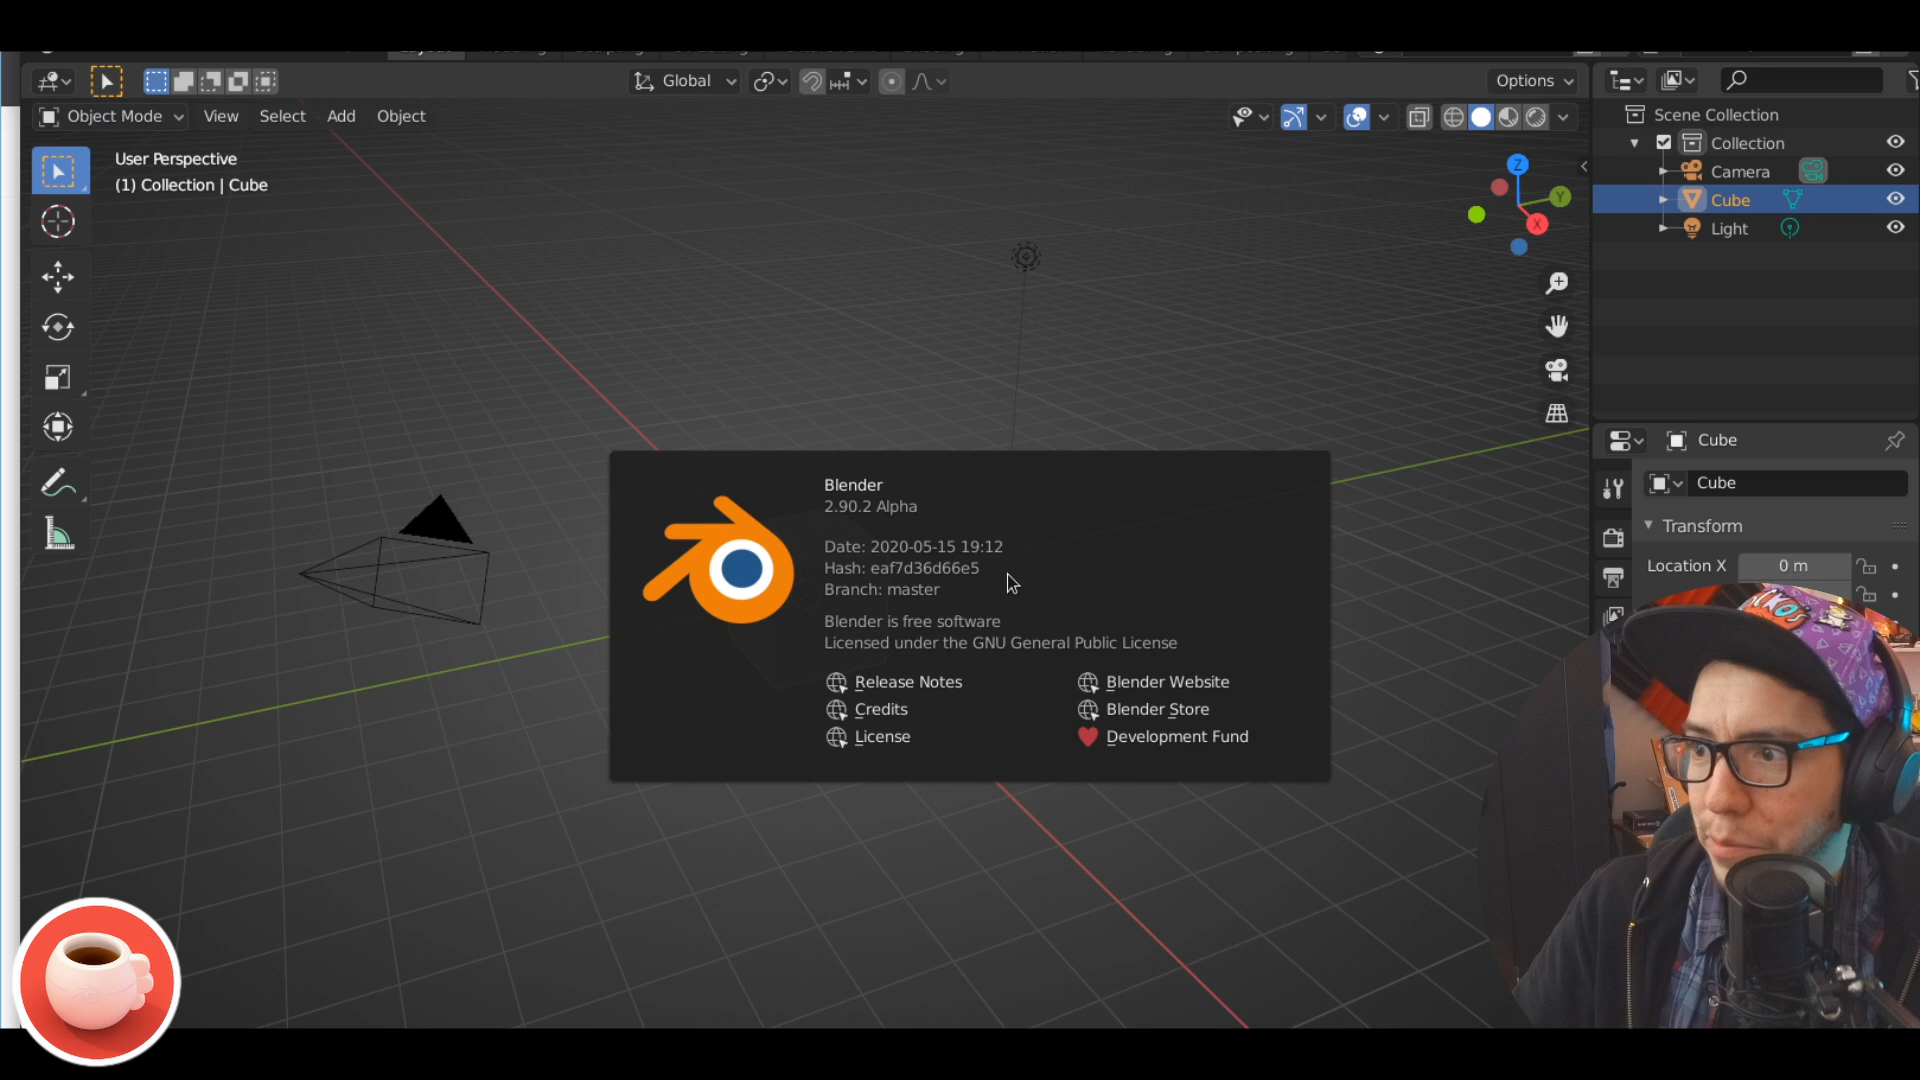 Global
Options
Object Mode
View
Select
Add
Object
User Perspective
(1) Collection | Cube
Z
Y
X
Scene Collection
Collection
Camera
Cube
Light
Cube
Cube
Transform
Location X
0 m
Blender
2.90.2 Alpha
Date: 2020-05-15 19:12
Hash: eaf7d36d66e5
Branch: master
Blender is free software
Licensed under the GNU General Public License
Release Notes
Blender Website
Credits
Blender Store
License
Development Fund